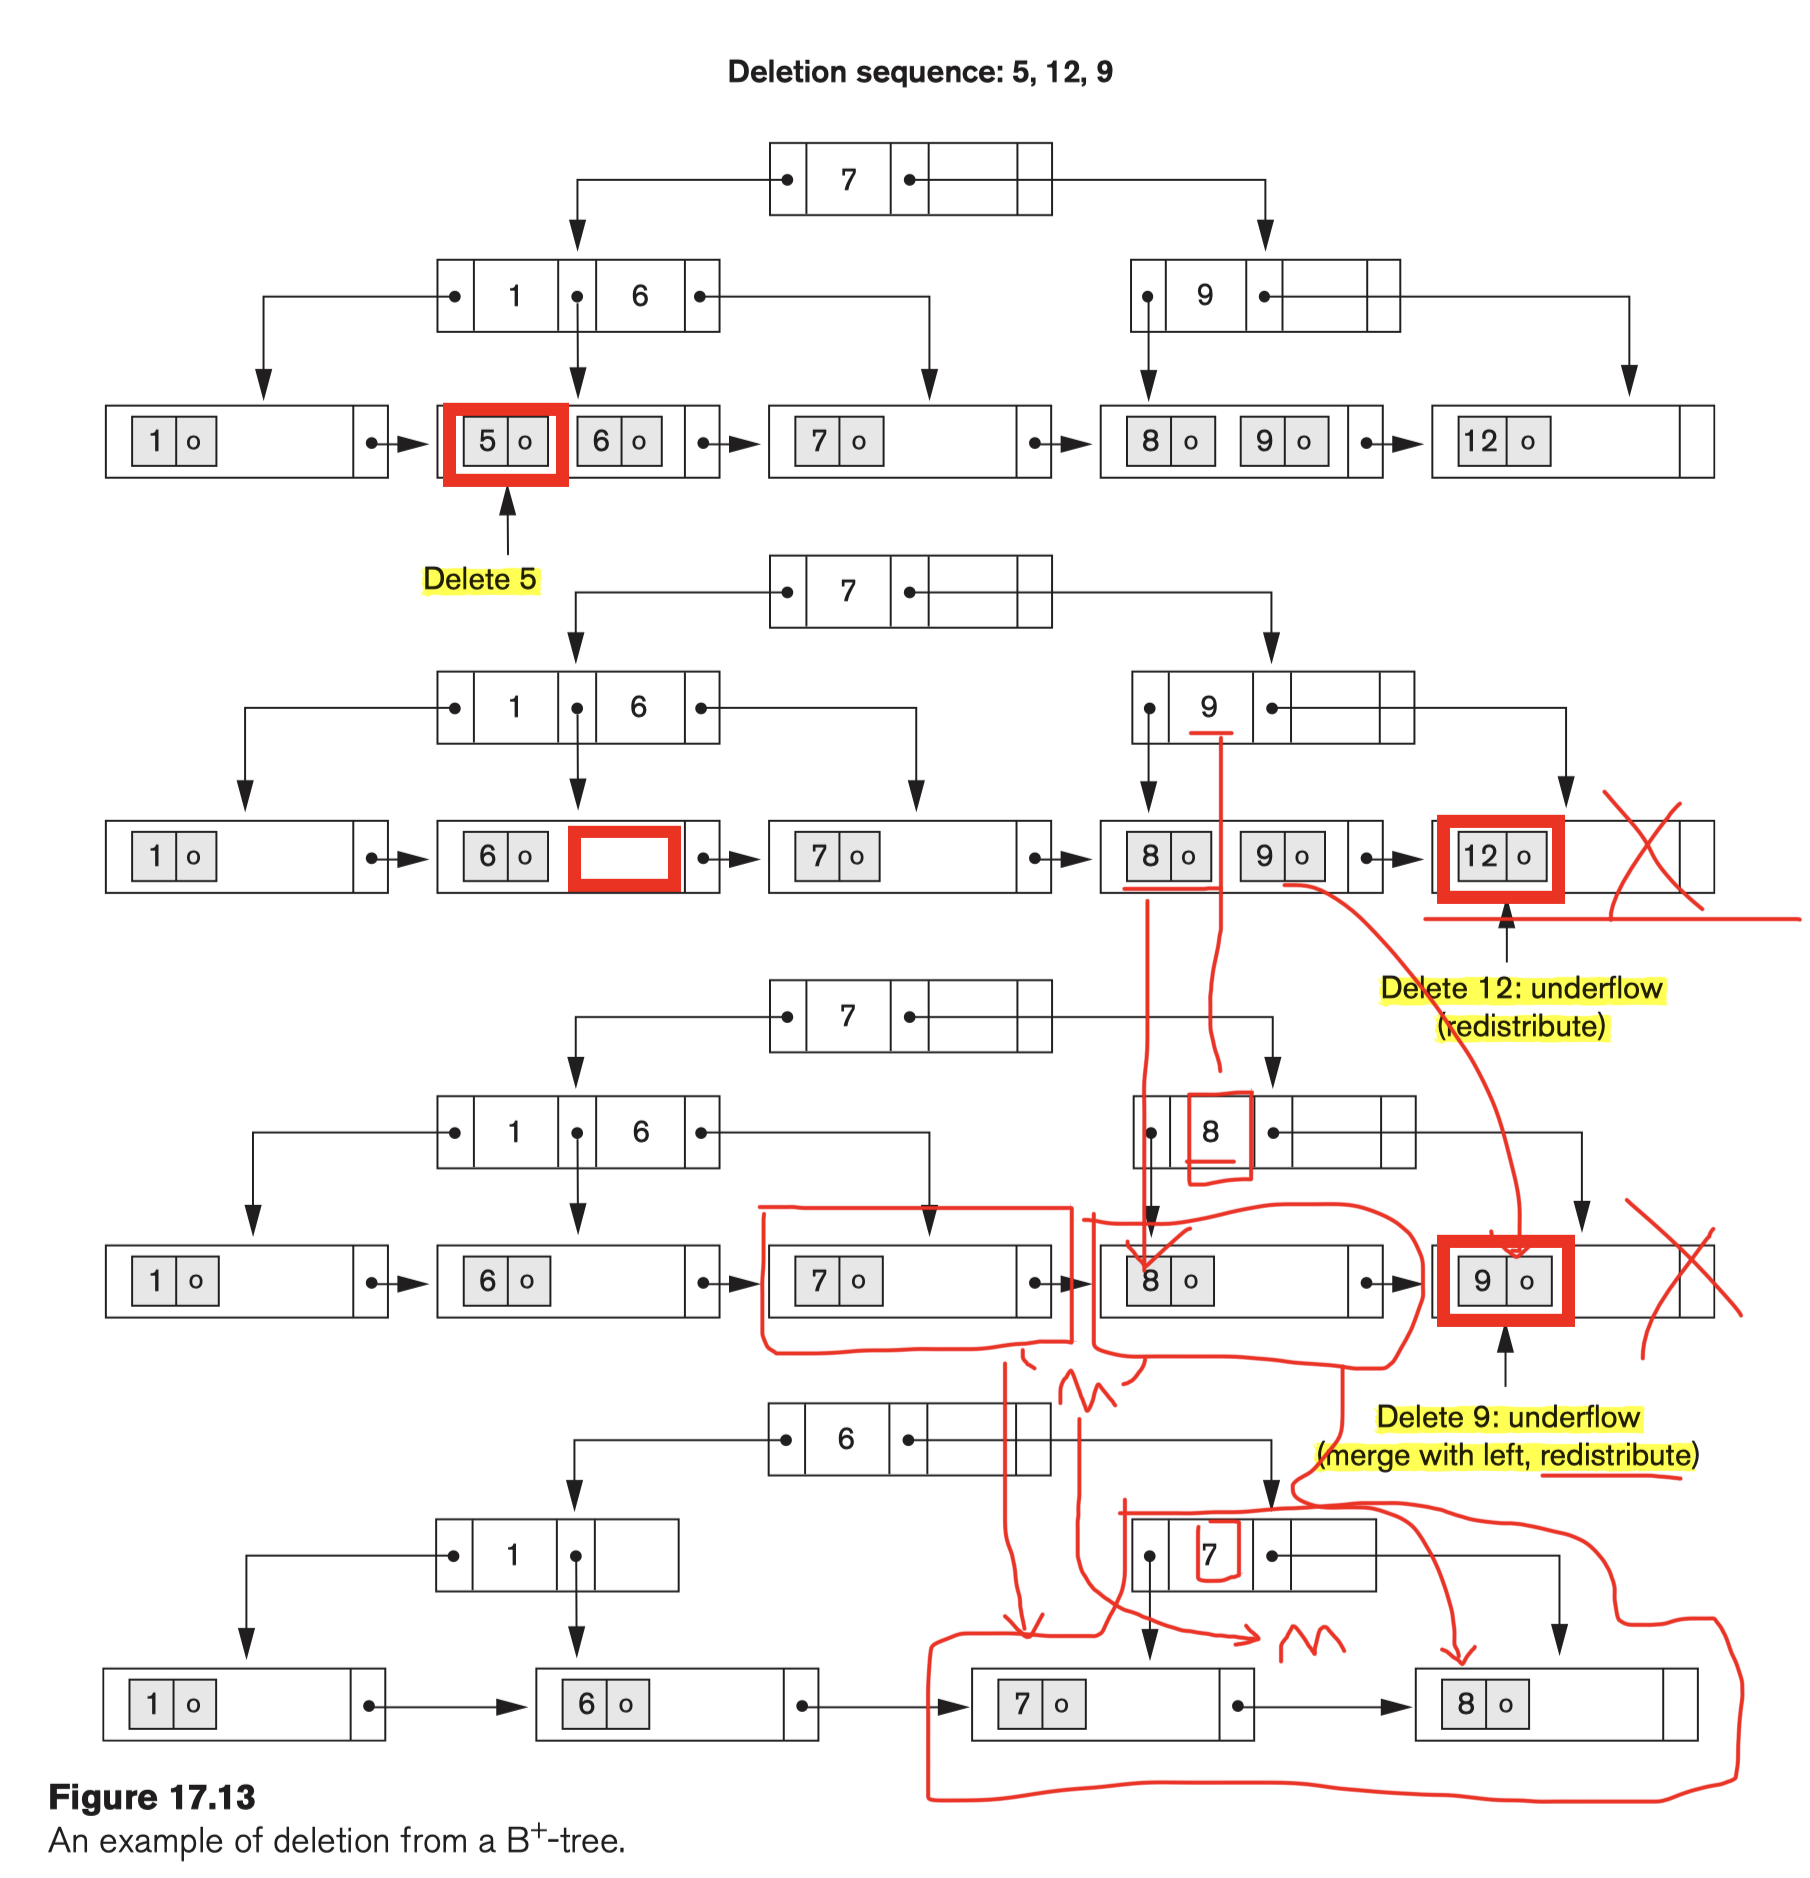 Deletion sequence: 5, 12, 9
7
1 6 9
1 o 5 o 6 o 7 o 8 o 9 o 12 o
Delete 5
7
1 6 9
1 o 6 o 7 o 8 o 9 o 12 o
Delete 12: underflow
(redistribute)
7
1 6 8
1 o 6 o 7 o 8 o 9 o
M
Delete 9: underflow
(merge with left, redistribute)
6
1 7
M
1 o 6 o 7 o 8 o
Figure 17.13
An example of deletion from a B+-tree.